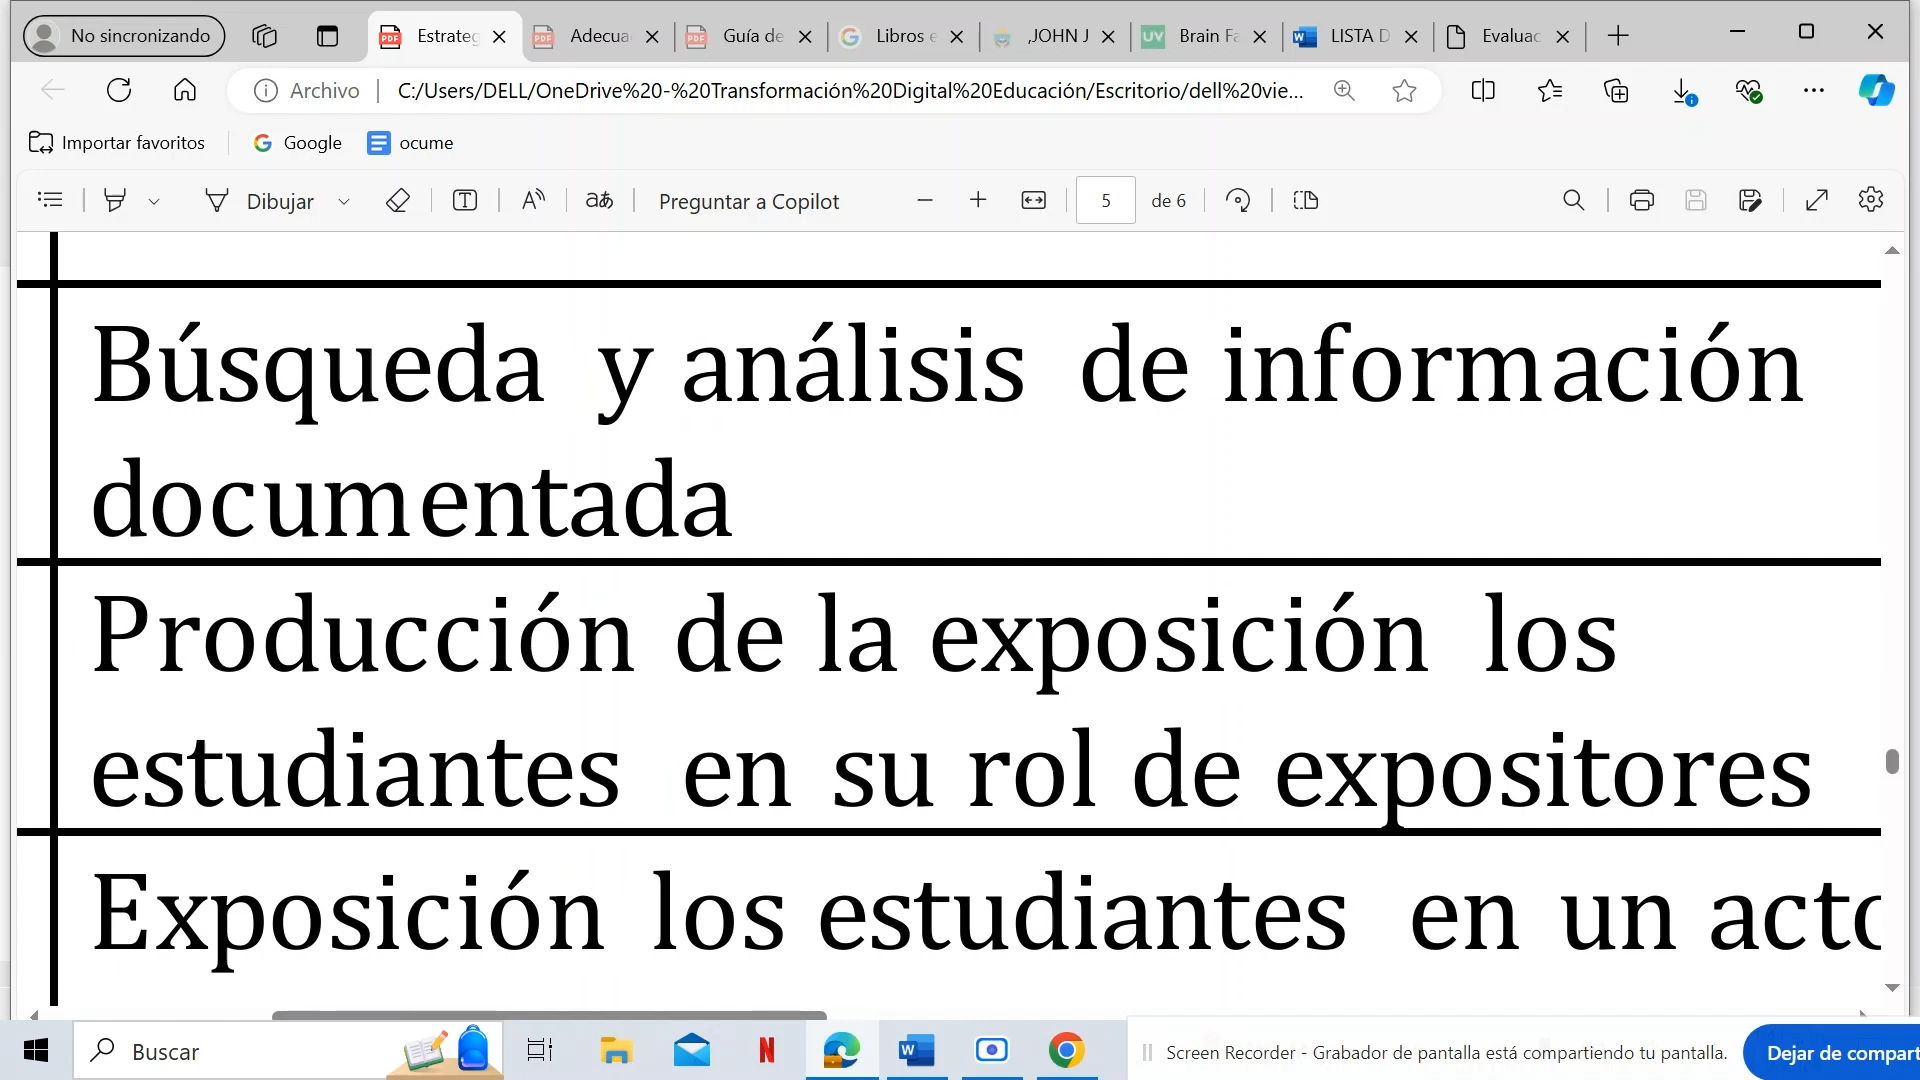 No sincronizando
Estrateg
Adecua
Guía de
Libros e
,JOHN J
UV
Brain Fa
LISTA D
Evaluac
Archivo
C:/Users/DELL/OneDrive%20-%20Transformación%20Digital%20Educación/Escritorio/dell%20vie...
Importar favoritos
Google
ocume
Dibujar
Preguntar a Copilot
5 de 6
Búsqueda y análisis de información
documentada
Producción de la exposición los
estudiantes en su rol de expositores
Exposición los estudiantes en un acto
Buscar
Screen Recorder - Grabador de pantalla está compartiendo tu pantalla.
Dejar de compart